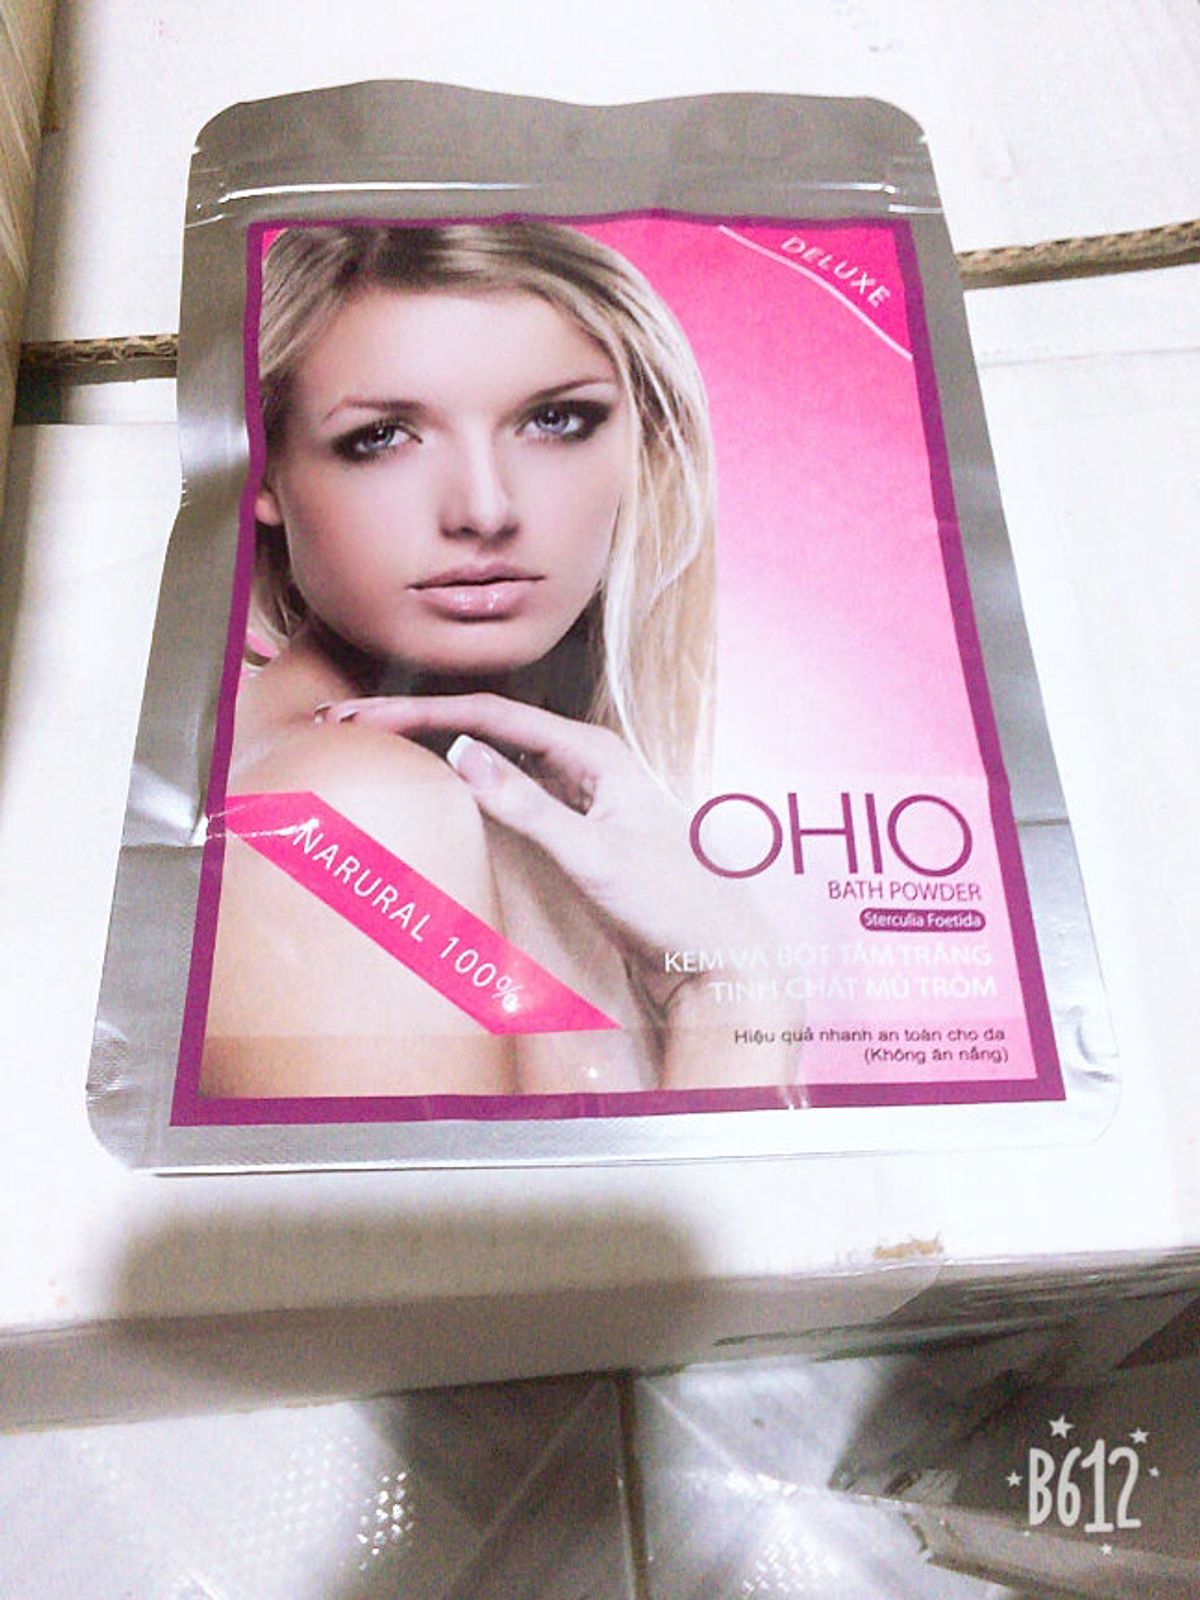 DELUXE
NARURAL 100%
OHIO
BATH POWDER
Sterculia Foetida
KEM VÀ BỘT TẮM TRẮNG
TINH CHẤT MỦ TRÔM
Hiệu quả nhanh an toàn cho da
(Không ăn nắng)
B612